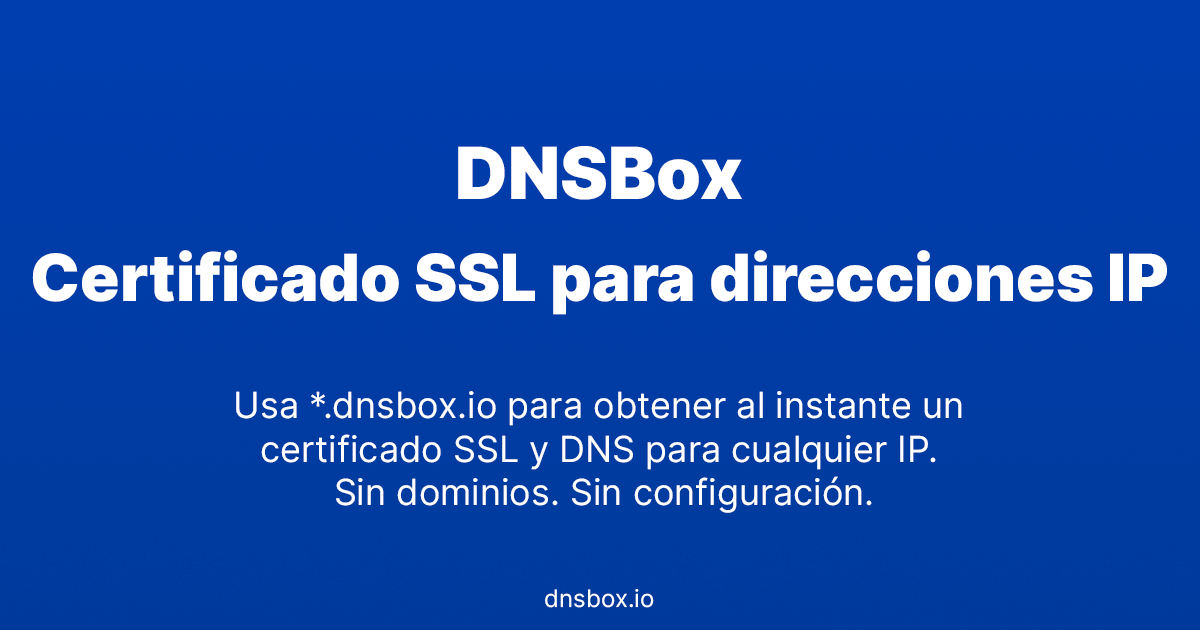 DNSBox
Certificado SSL para direcciones IP
Usa *.dnsbox.io para obtener al instante un
certificado SSL y DNS para cualquier IP.
Sin dominios. Sin configuración.
dnsbox.io